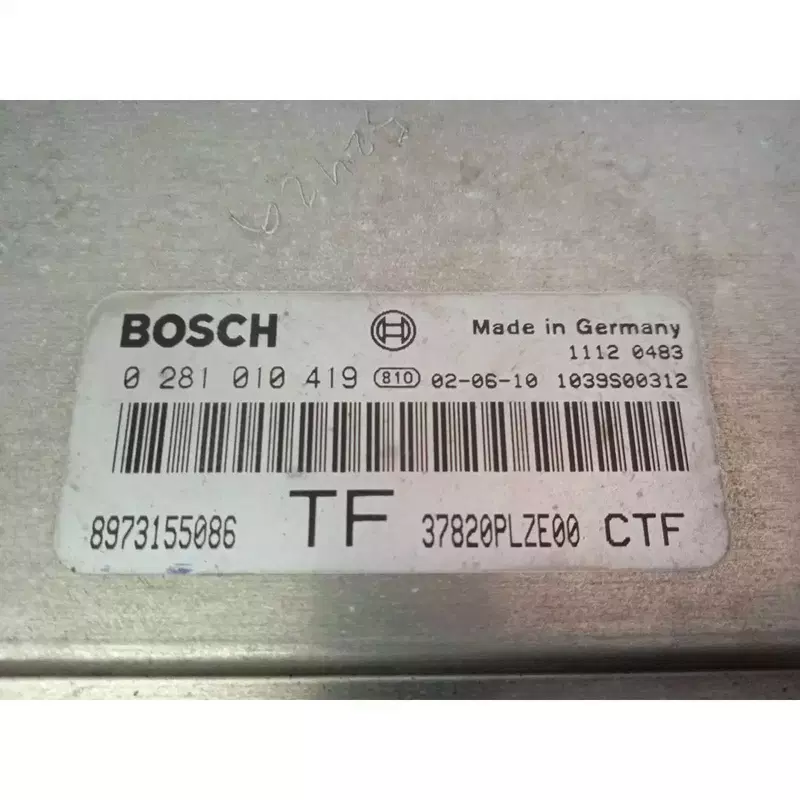 BOSCH Made in Germany
1112 0483
0 281 010 419 810 02-06-10 1039S00312
8973155086 TF 37820PLZE00 CTF